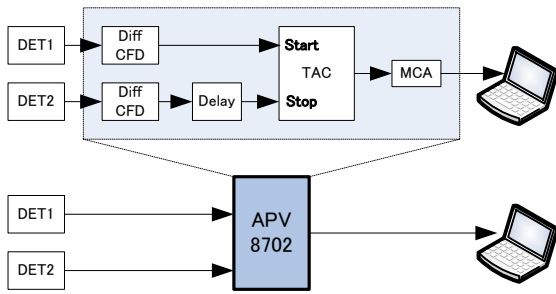 DET1
Diff
CFD
Start
TAC
MCA
DET2
Diff
CFD
Delay
Stop
DET1
APV
8702
DET2